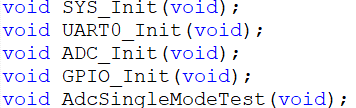 void SYS_Init(void);
void UART0_Init(void);
void ADC_Init(void);
void GPIO_Init(void);
void AdcSingleModeTest(void);